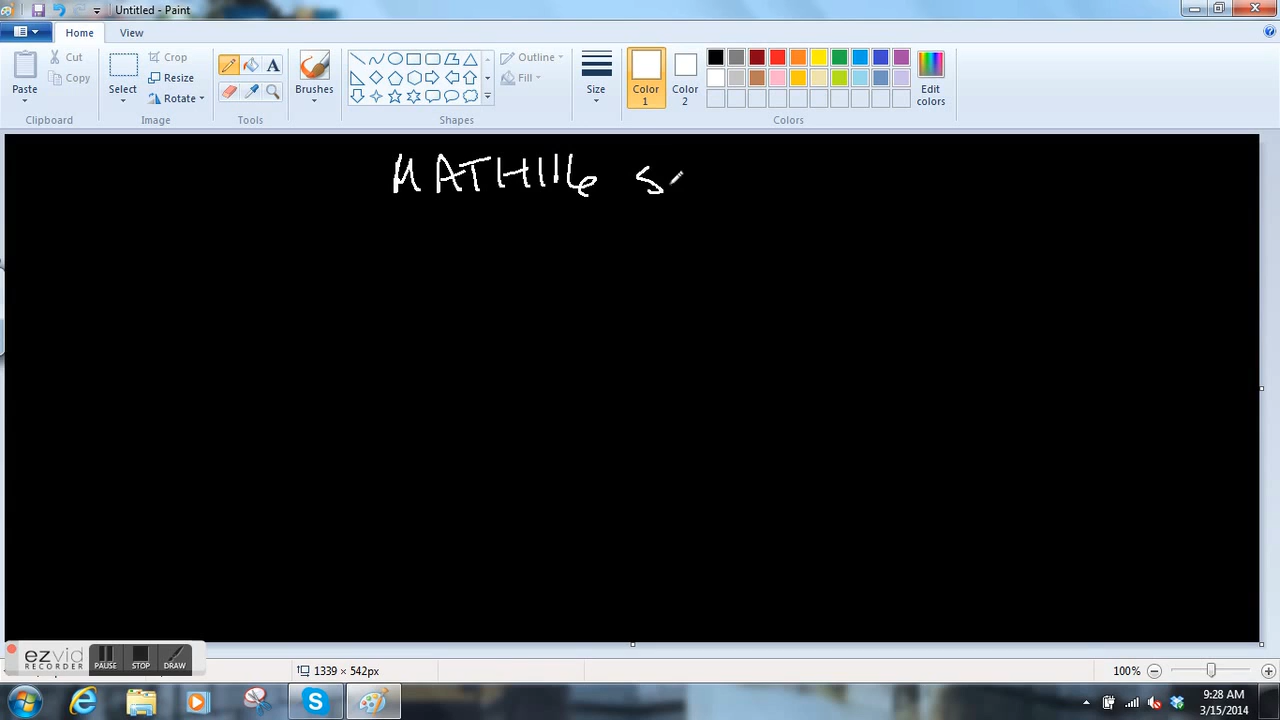 Untitled - Paint
Home View
Paste Cut Copy Select Crop Resize Rotate Brushes Outline Fill Size Color 1 Color 2 Edit colors
Clipboard Image Tools Shapes Colors
MATH116 S
ezvid RECORDER PAUSE STOP DRAW
1339 × 542px 100%
9:28 AM
3/15/2014